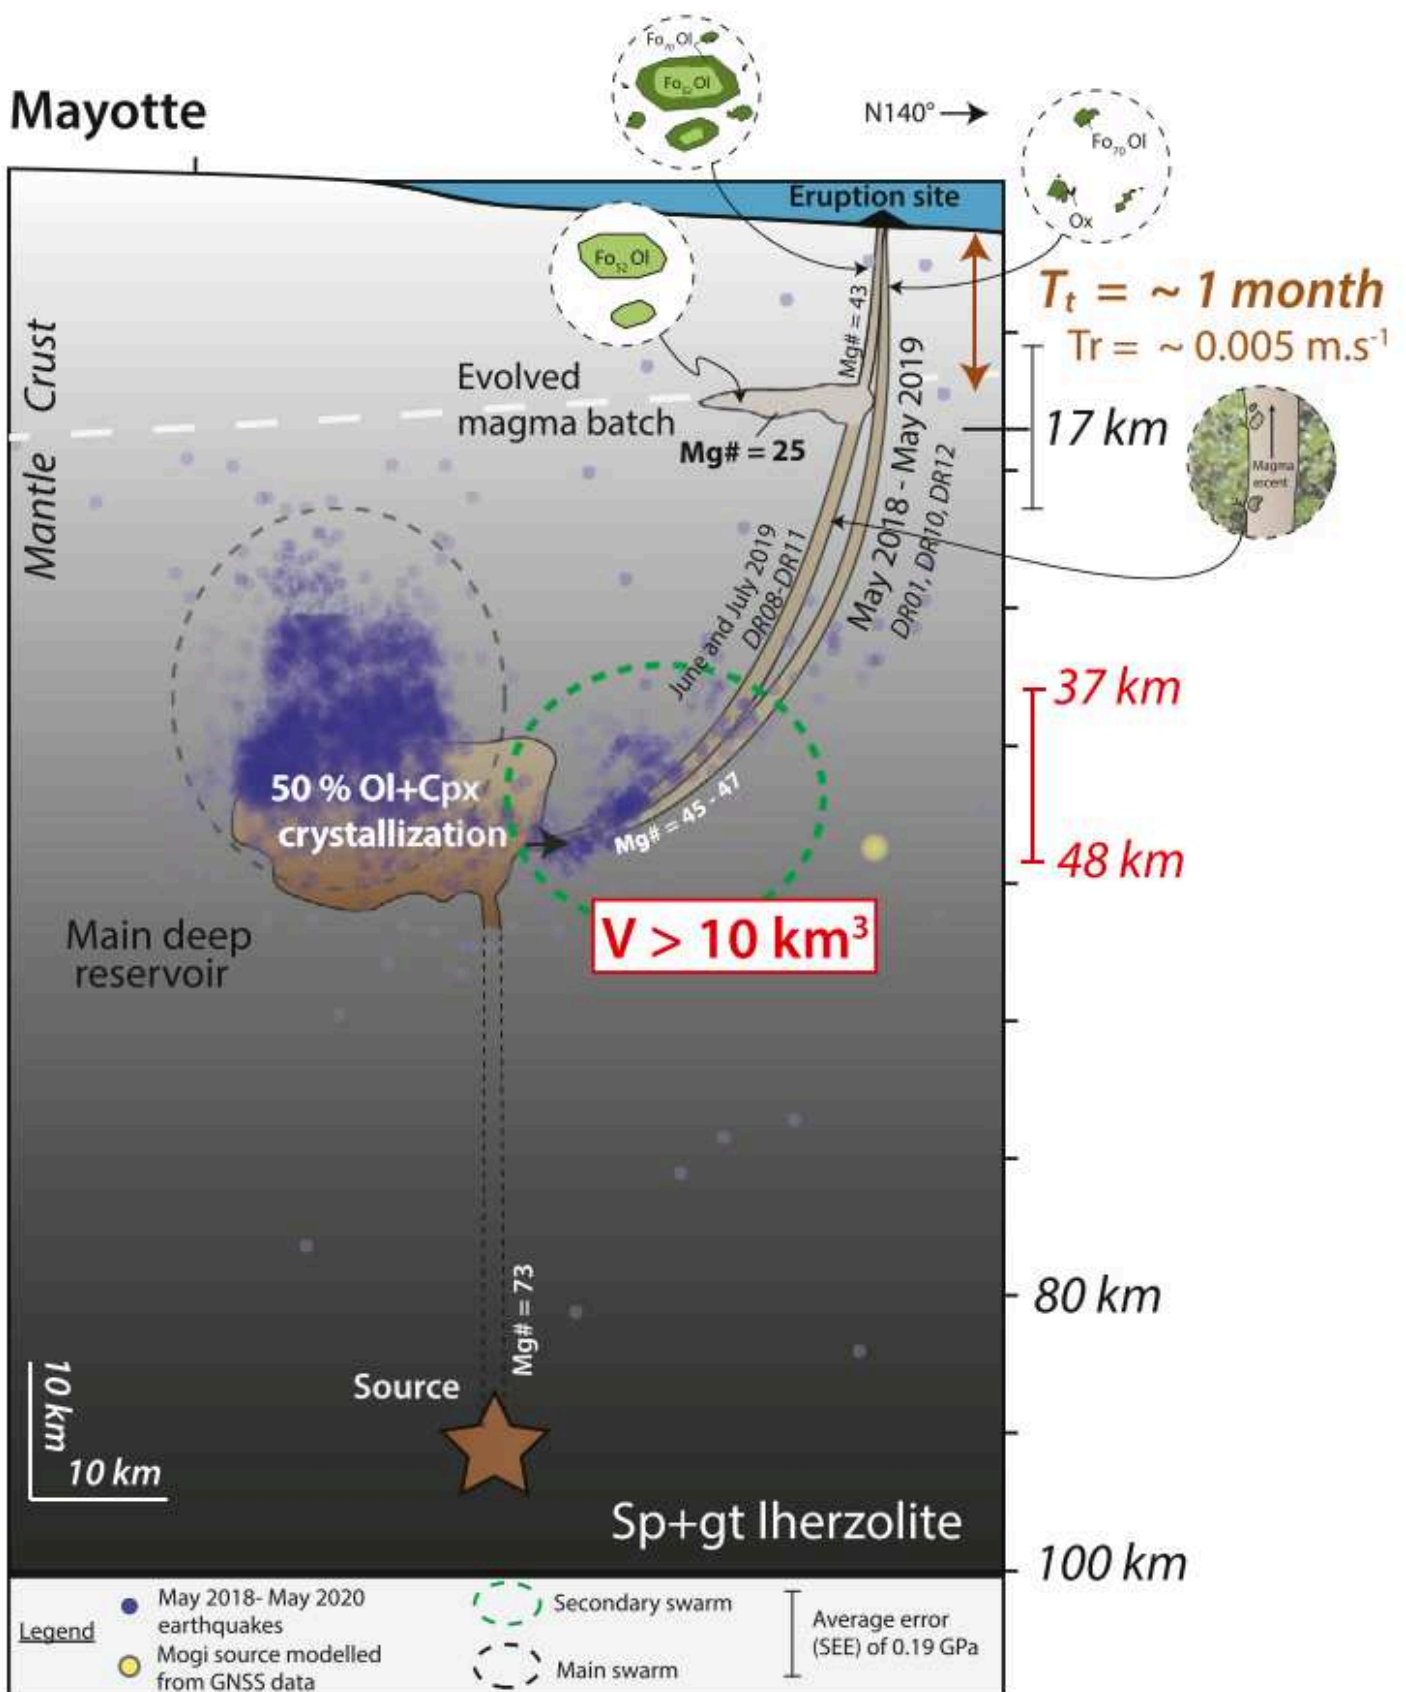 Mayotte
Fo70 Ol
Fo52 Ol
N140°
Fo70 Ol
Ox
Eruption site
Fo52 Ol
Tt = ~ 1 month
Tr = ~ 0.005 m.s-1
Mg# = 43
Crust
Mantle
Evolved
magma batch
Mg# = 25
17 km
Magma
ascent
May 2018 - May 2019
DR01, DR10, DR12
June and July 2019
DR08-DR11
37 km
50 % Ol+Cpx
crystallization
Mg# = 45 - 47
48 km
Main deep
reservoir
V > 10 km3
Mg# = 73
80 km
Source
10 km
10 km
Sp+gt lherzolite
100 km
Legend
May 2018- May 2020
earthquakes
Mogi source modelled
from GNSS data
Secondary swarm
Main swarm
Average error
(SEE) of 0.19 GPa